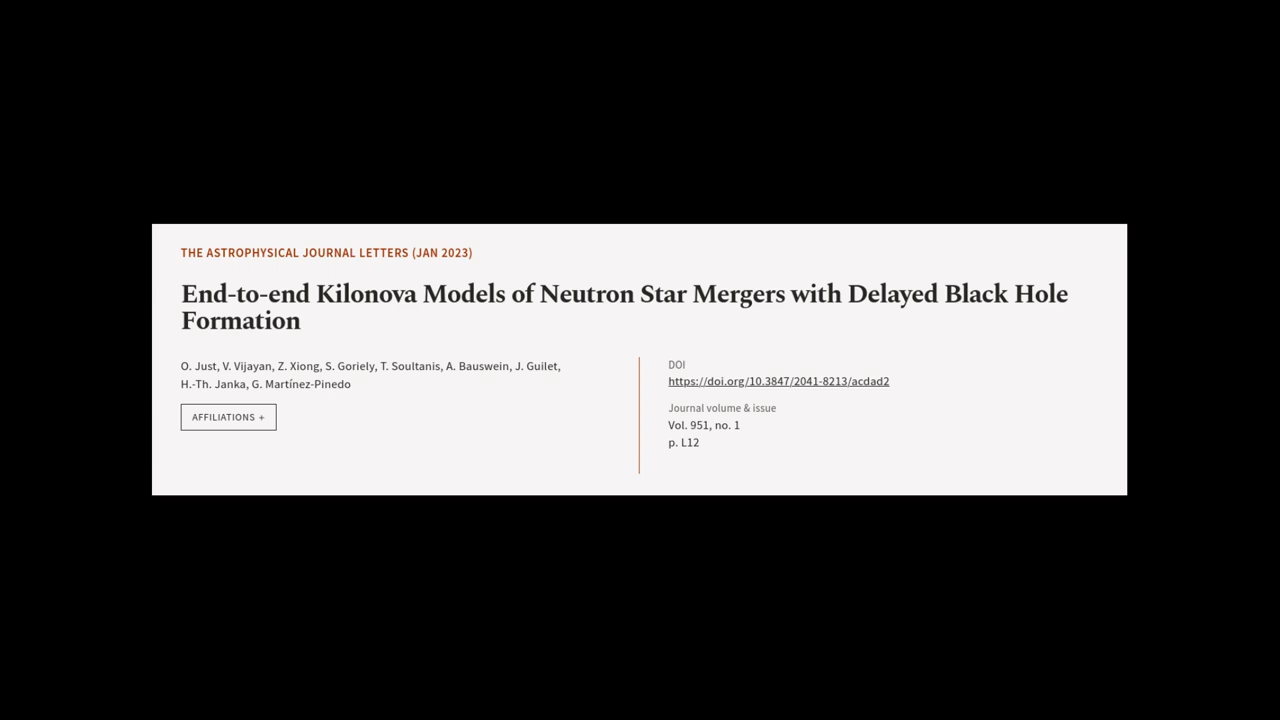 THE ASTROPHYSICAL JOURNAL LETTERS (JAN 2023)
End-to-end Kilonova Models of Neutron Star Mergers with Delayed Black Hole
Formation
O. Just, V. Vijayan, Z. Xiong, S. Goriely, T. Soultanis, A. Bauswein, J. Guilet,
H.-Th. Janka, G. Martínez-Pinedo
AFFILIATIONS +
DOI
https://doi.org/10.3847/2041-8213/acdad2
Journal volume & issue
Vol. 951, no. 1
p. L12